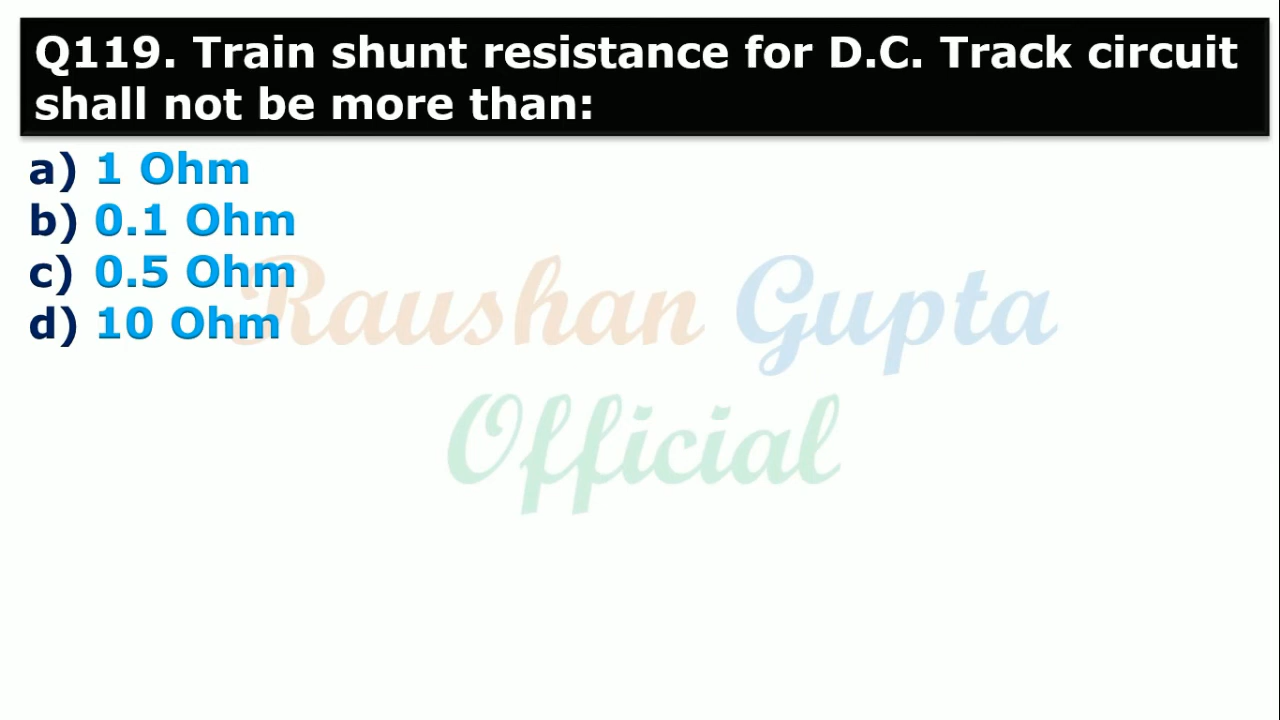 Q119. Train shunt resistance for D.C. Track circuit
shall not be more than:
a) 1 Ohm
b) 0.1 Ohm
c) 0.5 Ohm
d) 10 Ohm
Raushan Gupta
Official